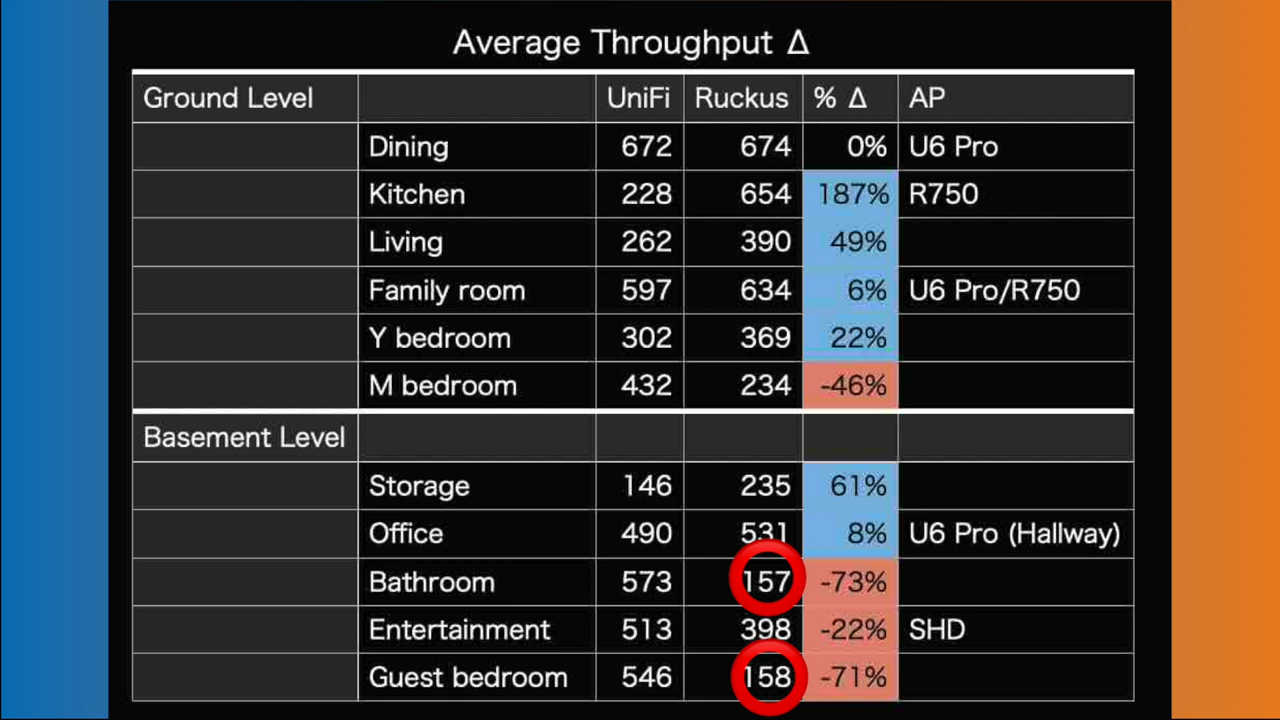 Average Throughput Δ
Ground Level UniFi Ruckus % Δ AP
Dining 672 674 0% U6 Pro
Kitchen 228 654 187% R750
Living 262 390 49%
Family room 597 634 6% U6 Pro/R750
Y bedroom 302 369 22%
M bedroom 432 234 -46%
Basement Level
Storage 146 235 61%
Office 490 531 8% U6 Pro (Hallway)
Bathroom 573 157 -73%
Entertainment 513 398 -22% SHD
Guest bedroom 546 158 -71%